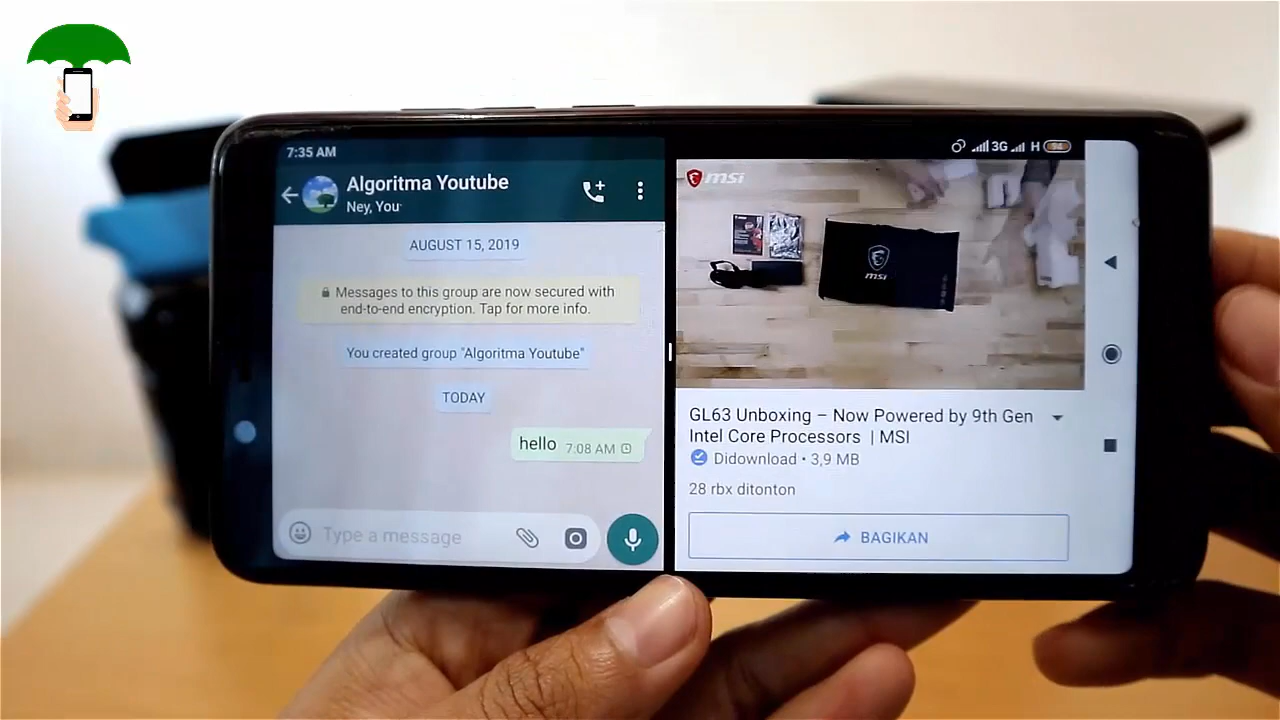 7:35 AM
Algoritma Youtube
Ney, You
AUGUST 15, 2019
Messages to this group are now secured with
end-to-end encryption. Tap for more info.
You created group "Algoritma Youtube"
TODAY
hello 7:08 AM
Type a message
3G H 94
msi
msi
GL63 Unboxing – Now Powered by 9th Gen
Intel Core Processors | MSI
Didownload • 3,9 MB
28 rbx ditonton
BAGIKAN